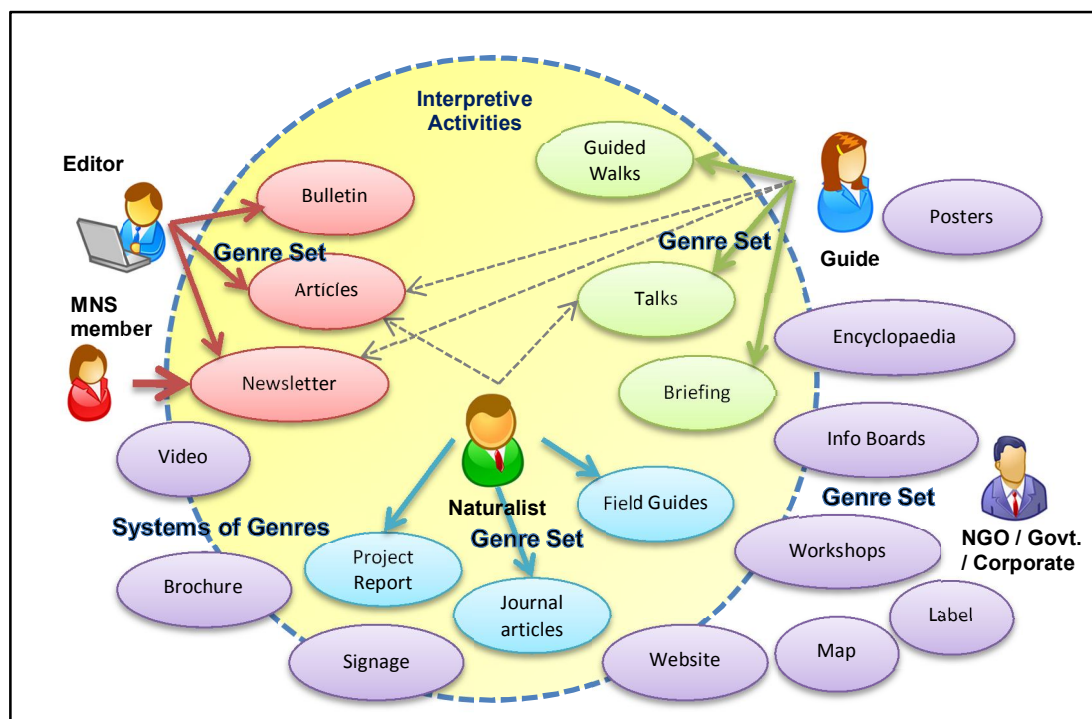 Interpretive
Activities
Editor
Bulletin
Genre Set
Articles
MNS
member
Newsletter
Guided
Walks
Genre Set
Talks
Briefing
Guide
Posters
Encyclopaedia
Info Boards
Genre Set
NGO / Govt.
/ Corporate
Workshops
Label
Map
Website
Video
Systems of Genres
Brochure
Signage
Naturalist
Genre Set
Field Guides
Project
Report
Journal
articles